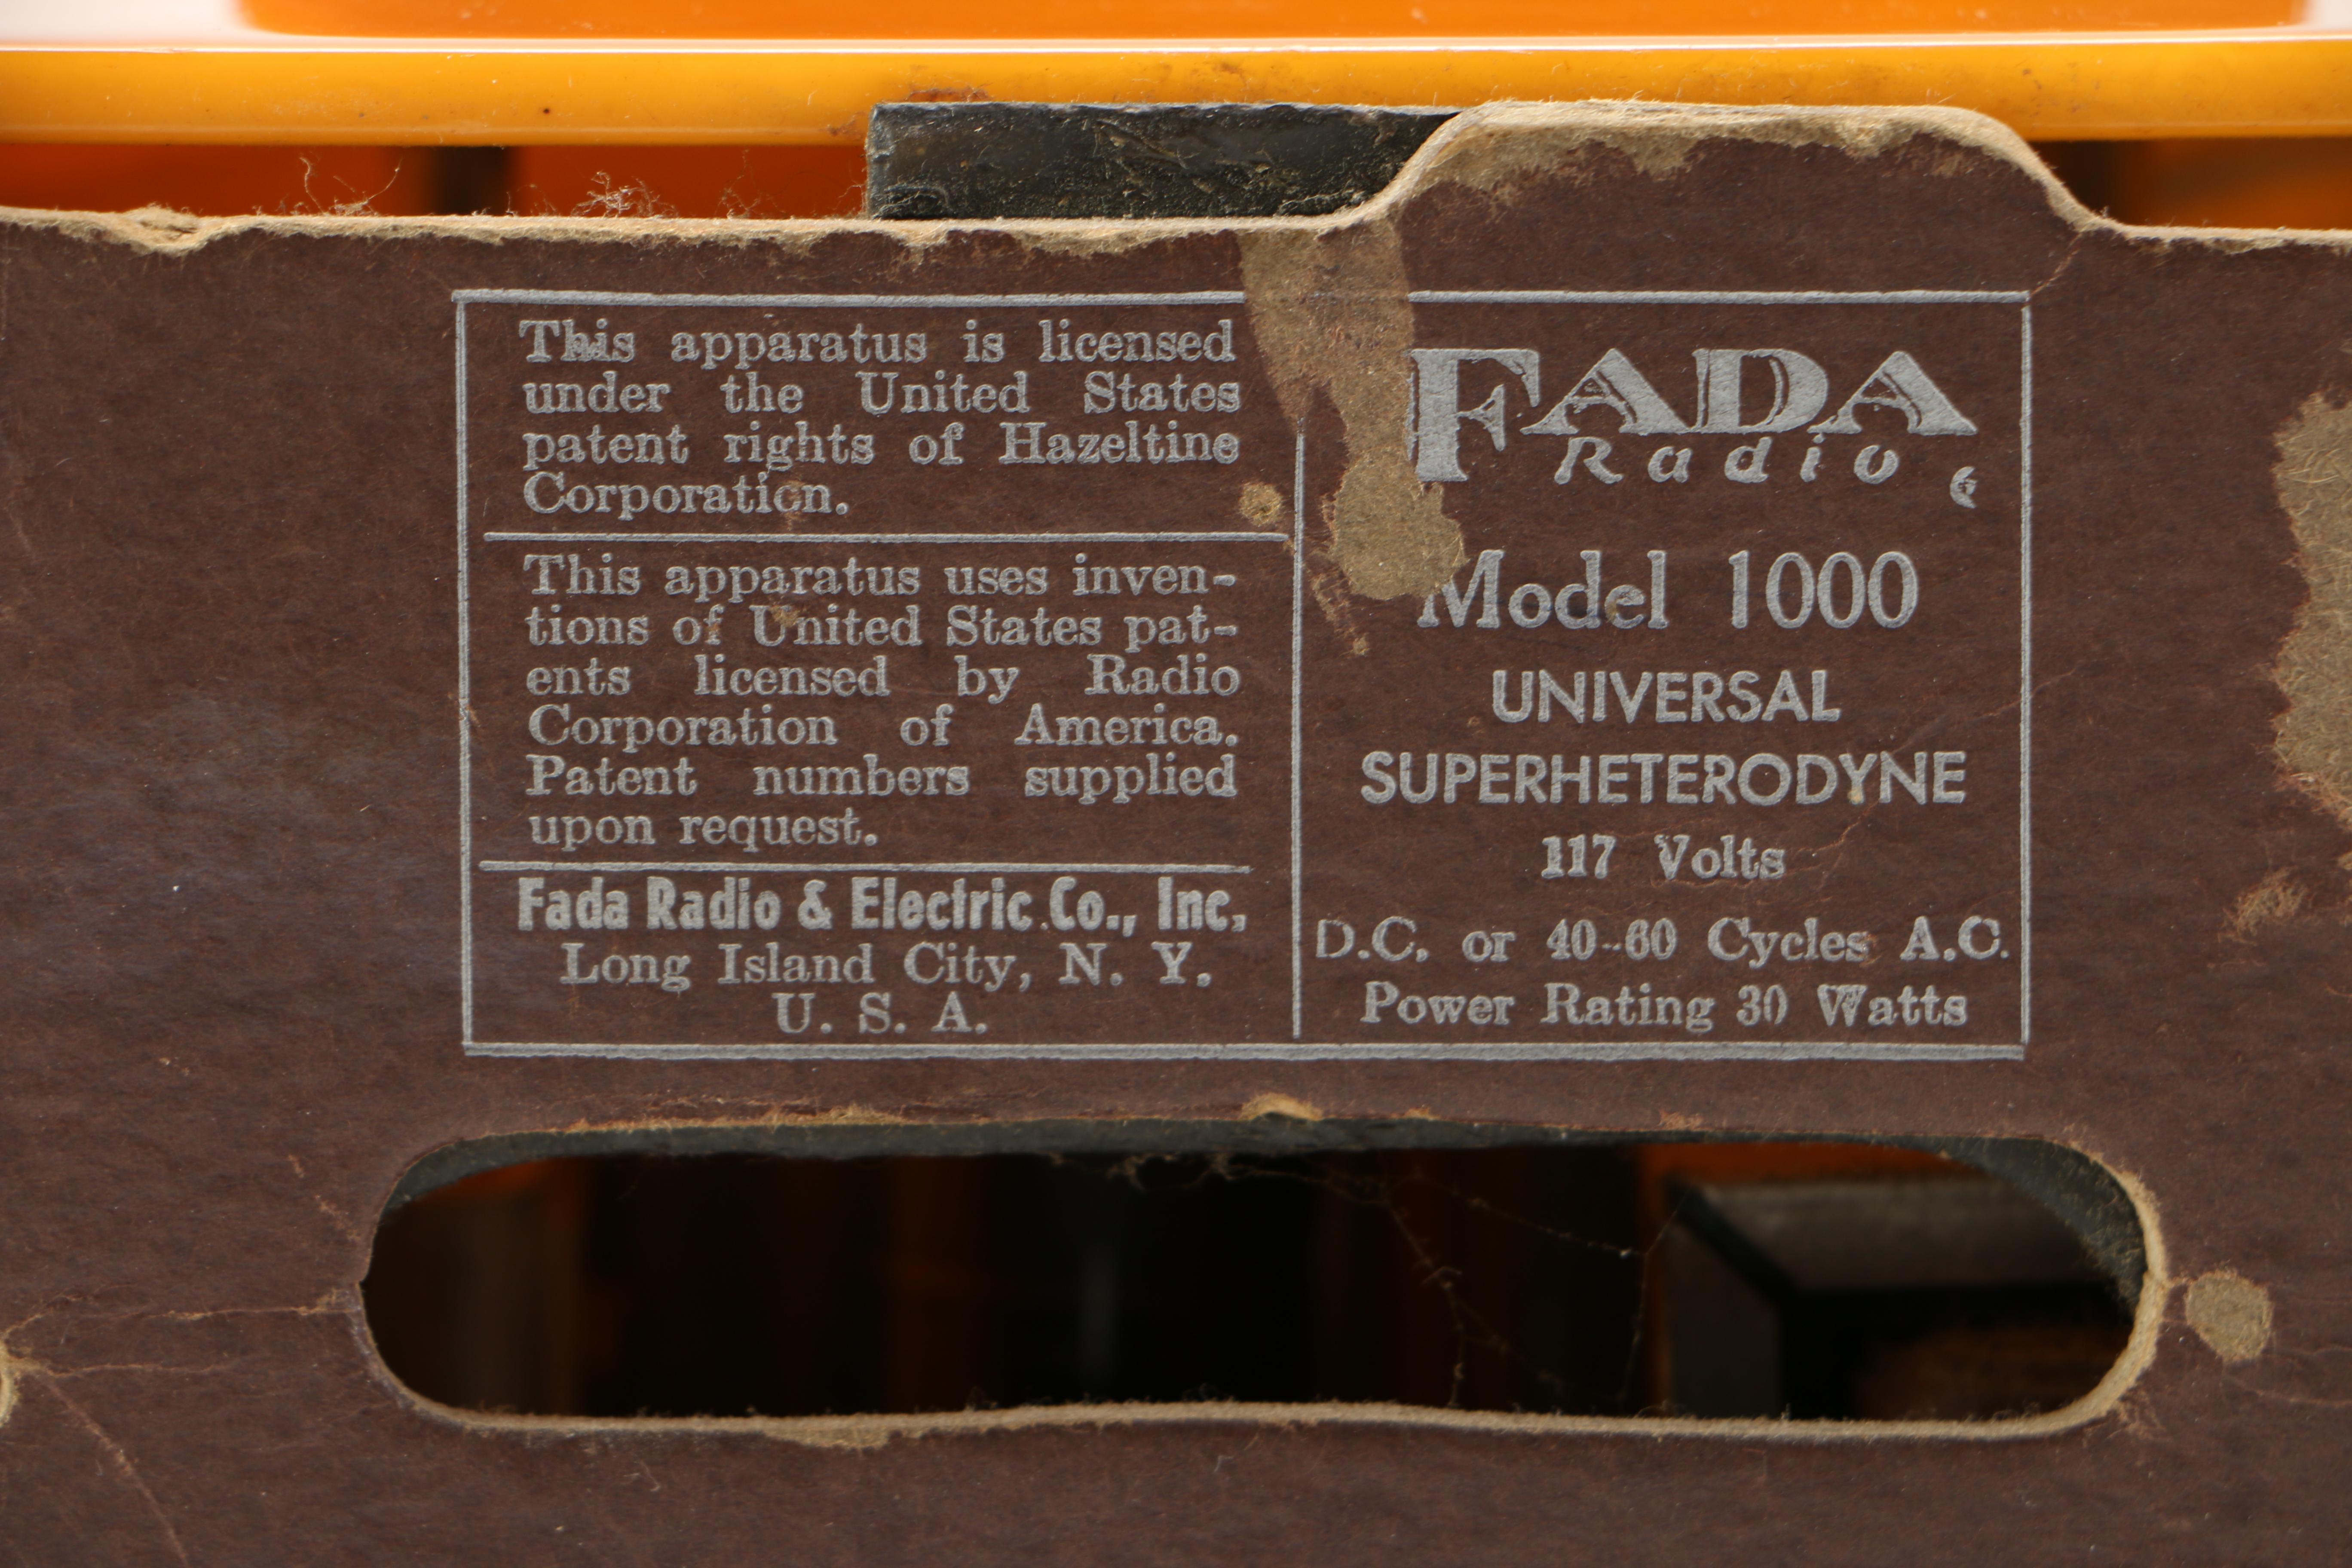 This apparatus is licensed
under the United States
patent rights of Hazeltine
Corporation.
This apparatus uses inven-
tions of United States pat-
ents licensed by Radio
Corporation of America.
Patent numbers supplied
upon request.
Fada Radio & Electric Co., Inc,
Long Island City, N. Y.
U. S. A.
FADA
Radio
Model 1000
UNIVERSAL
SUPERHETERODYNE
117 Volts
D.C. or 40-60 Cycles A.C.
Power Rating 30 Watts